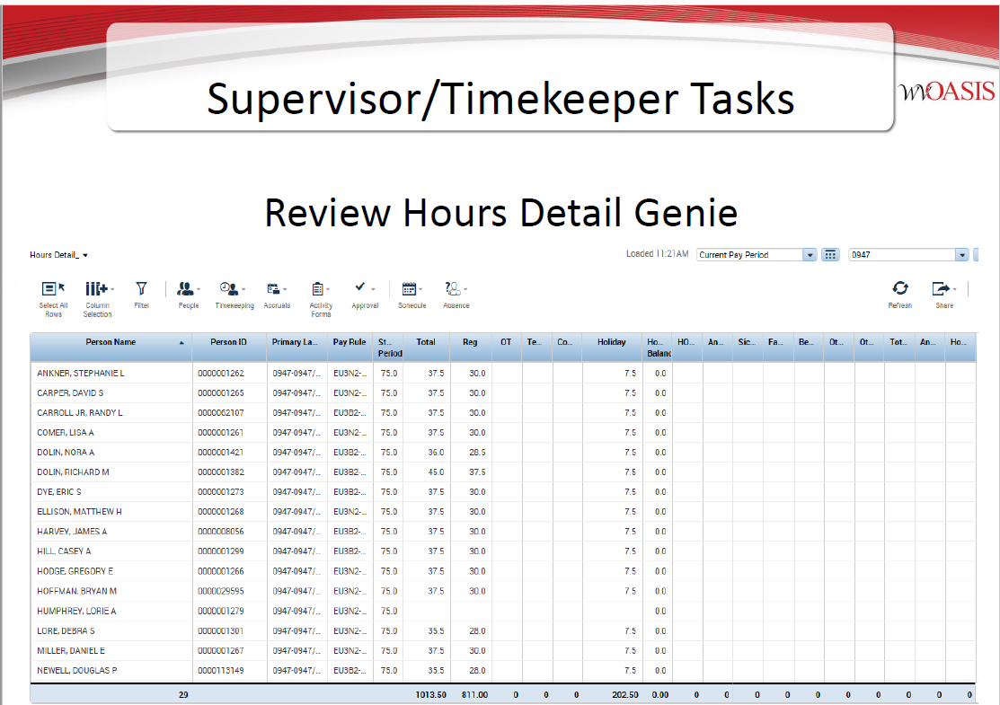 Supervisor/Timekeeper Tasks
wvOASIS
Review Hours Detail Genie
Hours Detail_ Loaded 11:21AM Current Pay Period 0947
Select All Rows Column Selection Filter People Timekeeping Accruals Activity Forms Approval Schedule Absence Refresh Share
Person Name Person ID Primary La... Pay Rule St... Period Total Reg OT Te... Co... Holiday Ho... Balanc HO... An... Sic... Fa... Be... Ot... Ot... Tot... An... Ho...
ANKNER, STEPHANIE L 0000001262 0947-0947/... EU3N2-... 75.0 37.5 30.0 7.5 0.0
CARPER, DAVID S 0000001265 0947-0947/... EU3N2-... 75.0 37.5 30.0 7.5 0.0
CARROLL JR, RANDY L 0000062107 0947-0947/... EU3B2-... 75.0 37.5 30.0 7.5 0.0
COMER, LISA A 0000001261 0947-0947/... EU3N2-... 75.0 37.5 30.0 7.5 0.0
DOLIN, NORA A 0000001421 0947-0947/... EU3B2-... 75.0 36.0 28.5 7.5 0.0
DOLIN, RICHARD M 0000001382 0947-0947/... EU3B2-... 75.0 45.0 37.5 7.5 0.0
DYE, ERIC S 0000001273 0947-0947/... EU3B2-... 75.0 37.5 30.0 7.5 0.0
ELLISON, MATTHEW H 0000001268 0947-0947/... EU3N2-... 75.0 37.5 30.0 7.5 0.0
HARVEY, JAMES A 0000008056 0947-0947/... EU3B2-... 75.0 37.5 30.0 7.5 0.0
HILL, CASEY A 0000001299 0947-0947/... EU3B2-... 75.0 37.5 30.0 7.5 0.0
HODGE, GREGORY E 0000001266 0947-0947/... EU3N2-... 75.0 37.5 30.0 7.5 0.0
HOFFMAN, BRYAN M 0000029595 0947-0947/... EU3N2-... 75.0 37.5 30.0 7.5 0.0
HUMPHREY, LORIE A 0000001279 0947-0947/... EU3N2-... 75.0 0.0
LORE, DEBRA S 0000001301 0947-0947/... EU3N2-... 75.0 35.5 28.0 7.5 0.0
MILLER, DANIEL E 0000001267 0947-0947/... EU3N2-... 75.0 37.5 30.0 7.5 0.0
NEWELL, DOUGLAS P 0000113149 0947-0947/... EU3B2-... 75.0 35.5 28.0 7.5 0.0
29 1013.50 811.00 0 0 0 202.50 0.00 0 0 0 0 0 0 0 0 0 0